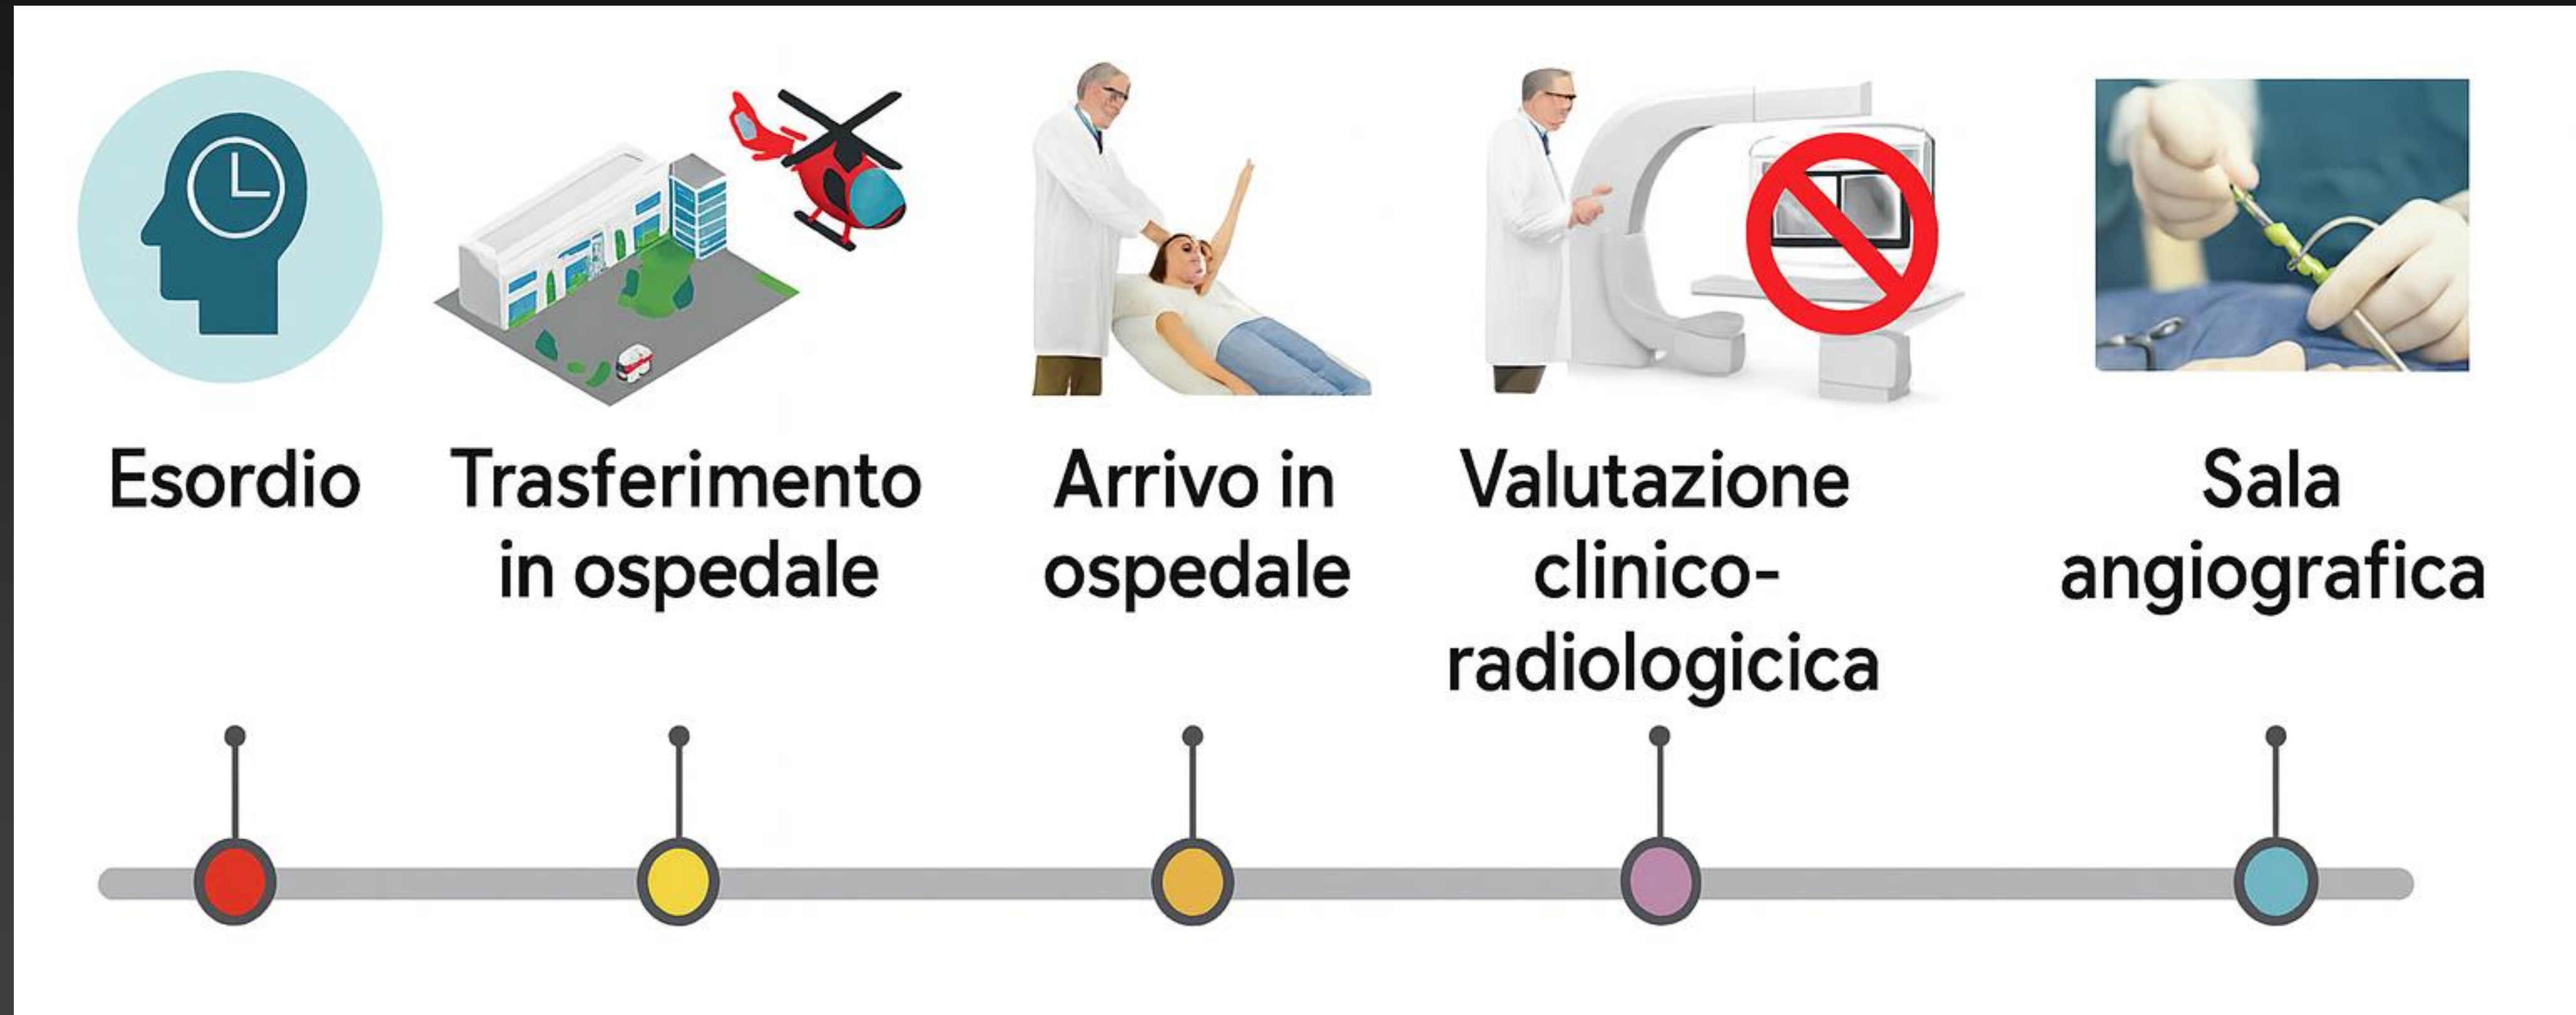 Esordio
Trasferimento
in ospedale
Arrivo in
ospedale
Valutazione
clinico-
radiologicica
Sala
angiografica